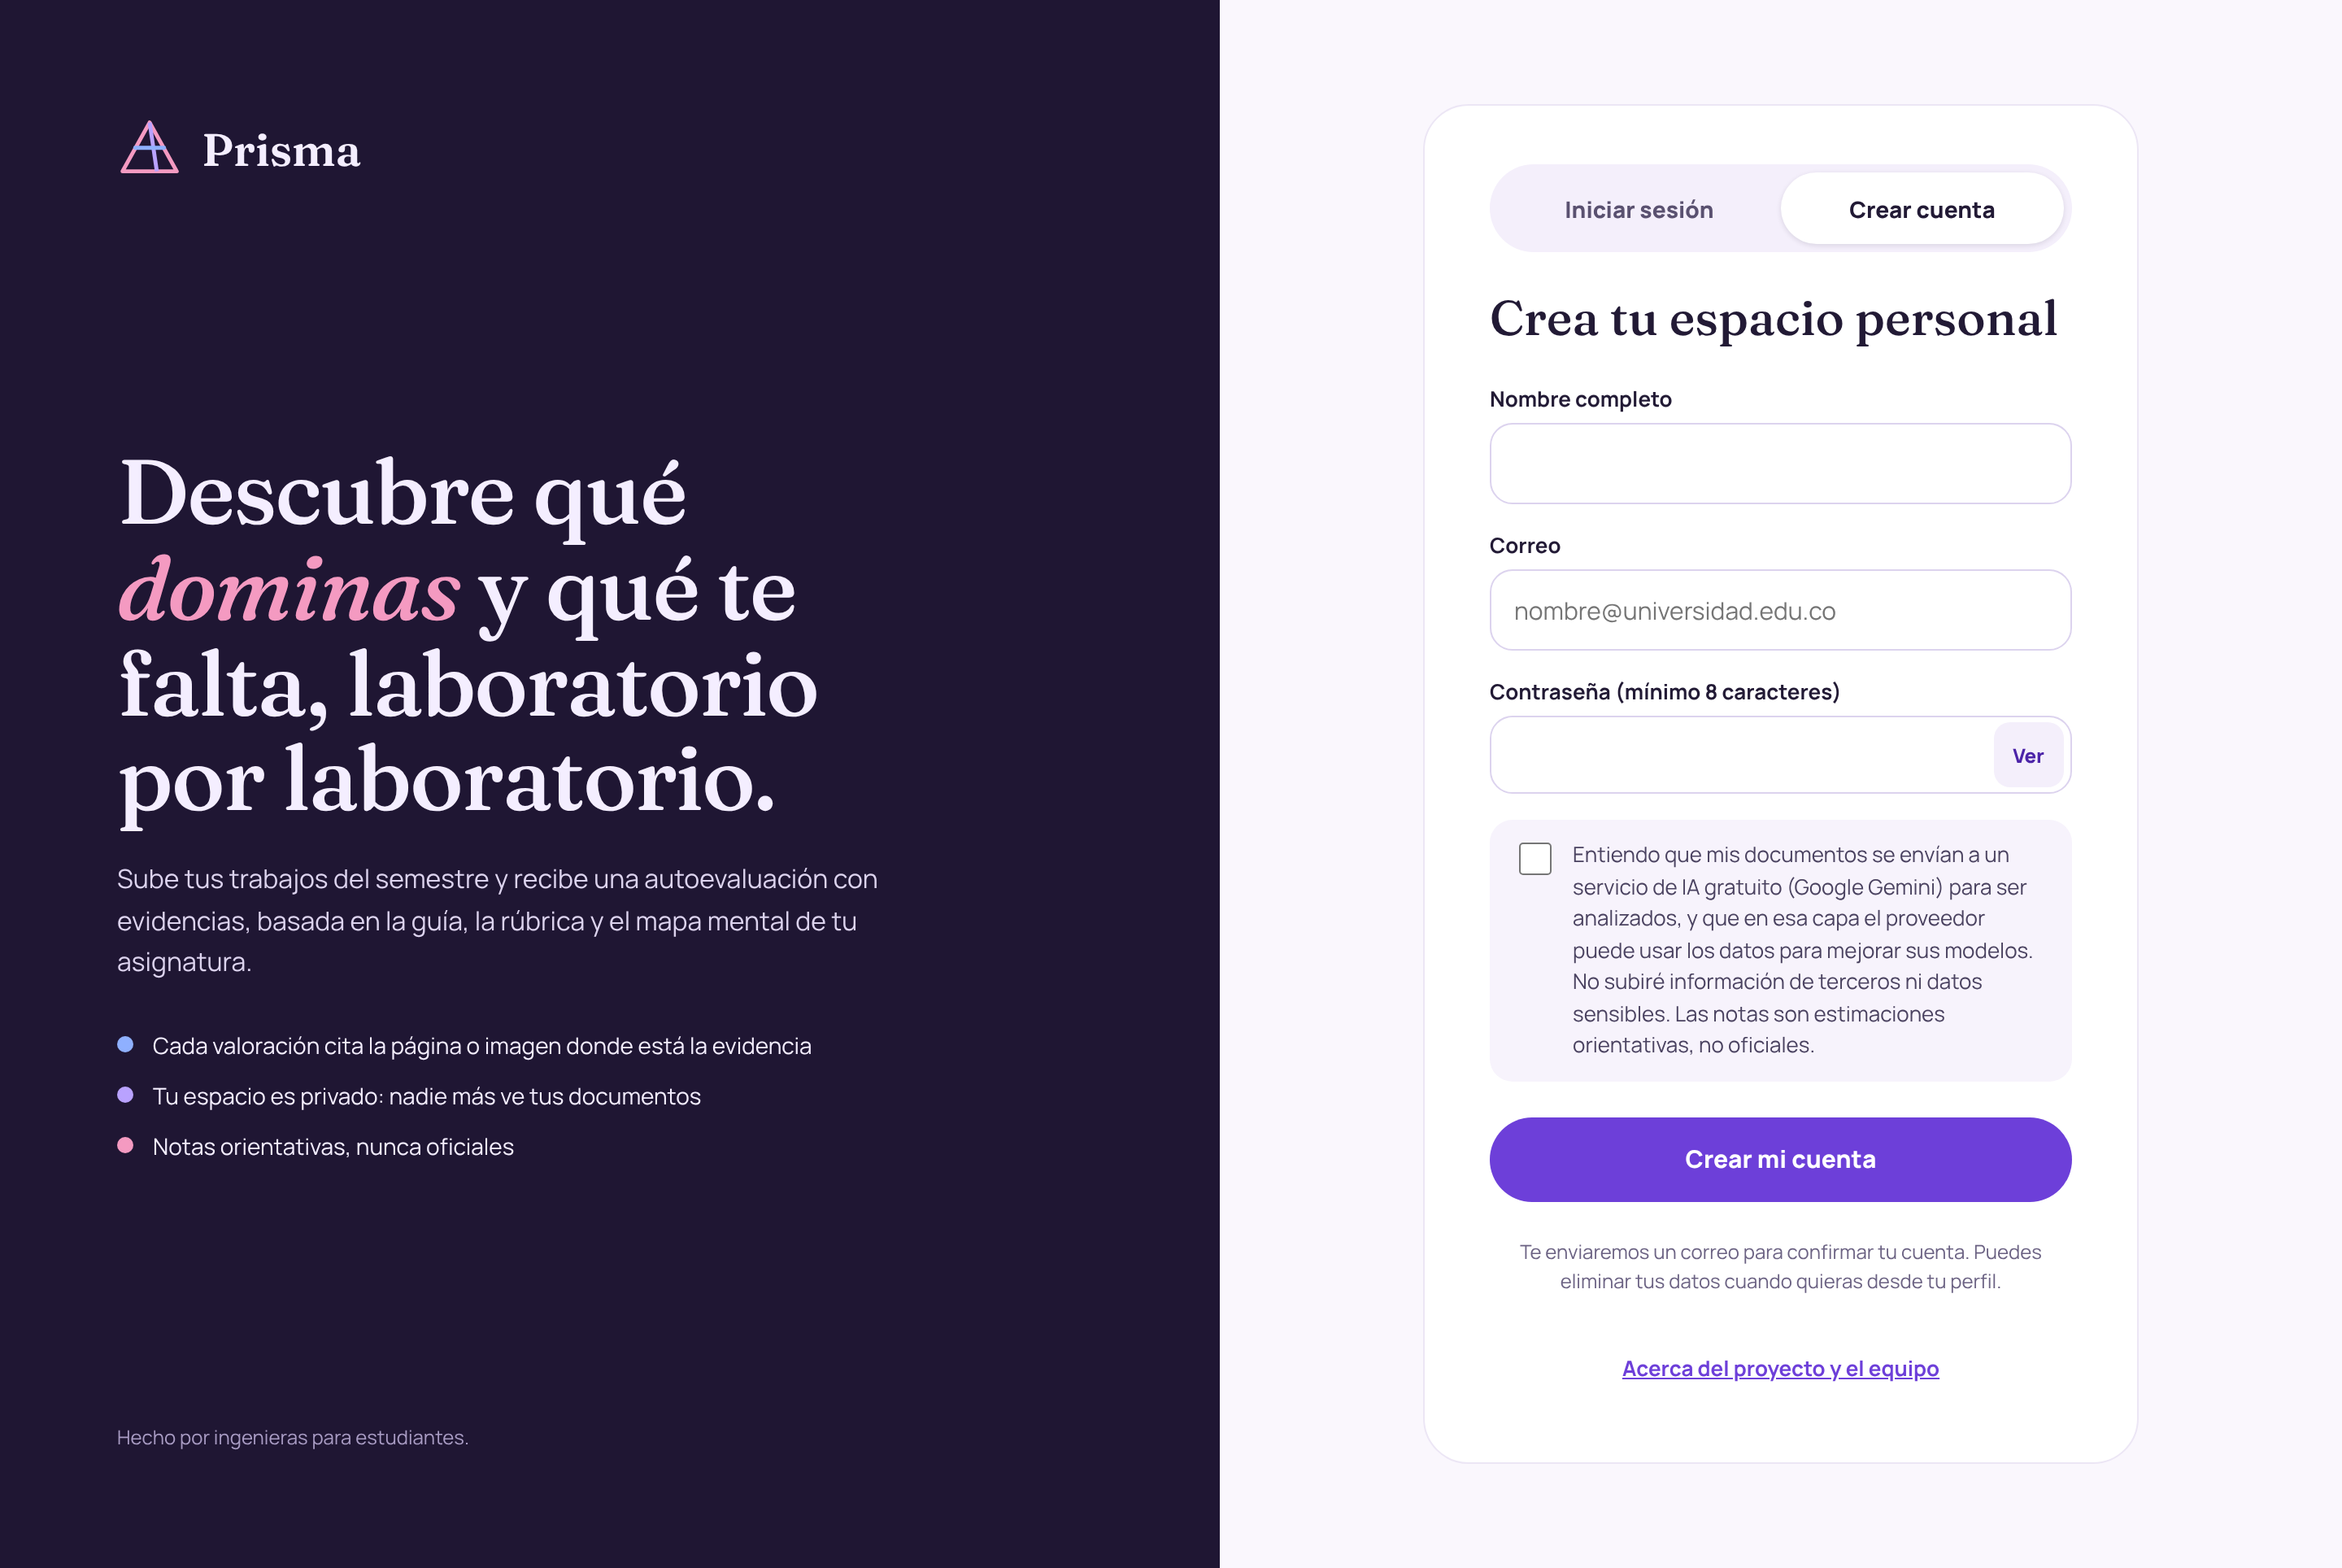 Prisma
Descubre qué
dominas y qué te
falta, laboratorio
por laboratorio.
Sube tus trabajos del semestre y recibe una autoevaluación con
evidencias, basada en la guía, la rúbrica y el mapa mental de tu
asignatura.
Cada valoración cita la página o imagen donde está la evidencia
Tu espacio es privado: nadie más ve tus documentos
Notas orientativas, nunca oficiales
Hecho por ingenieras para estudiantes.
Iniciar sesión
Crear cuenta
Crea tu espacio personal
Nombre completo
Correo
nombre@universidad.edu.co
Contraseña (mínimo 8 caracteres)
Ver
Entiendo que mis documentos se envían a un
servicio de IA gratuito (Google Gemini) para ser
analizados, y que en esa capa el proveedor
puede usar los datos para mejorar sus modelos.
No subiré información de terceros ni datos
sensibles. Las notas son estimaciones
orientativas, no oficiales.
Crear mi cuenta
Te enviaremos un correo para confirmar tu cuenta. Puedes
eliminar tus datos cuando quieras desde tu perfil.
Acerca del proyecto y el equipo